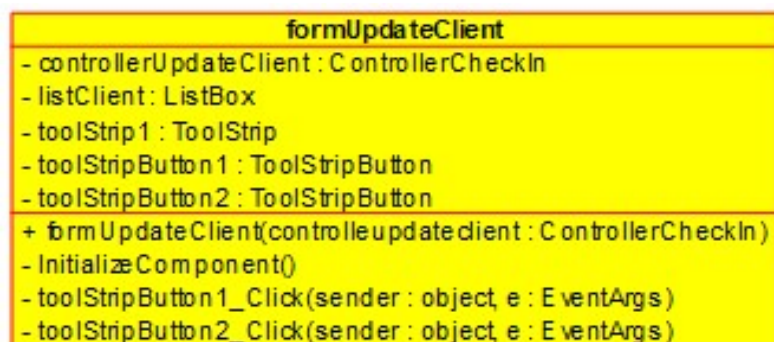 formUpdateClient
- controllerUpdateClient : ControllerCheckIn
- listClient : ListBox
- toolStrip1 : ToolStrip
- toolStripButton1 : ToolStripButton
- toolStripButton2 : ToolStripButton
+ formUpdateClient(controlleupdateclient : ControllerCheckIn)
- InitializeComponent()
- toolStripButton1_Click(sender : object, e : EventArgs)
- toolStripButton2_Click(sender : object, e : EventArgs)